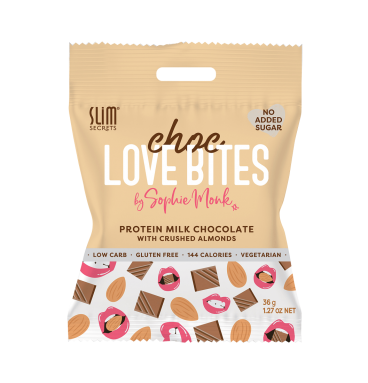 SLIM
SECRETS
NO
ADDED
SUGAR
choc
LOVE BITES
by Sophie Monk
PROTEIN MILK CHOCOLATE
WITH CRUSHED ALMONDS
LOW CARB • GLUTEN FREE • 144 CALORIES • VEGETARIAN
36 g
1.27 OZ NET